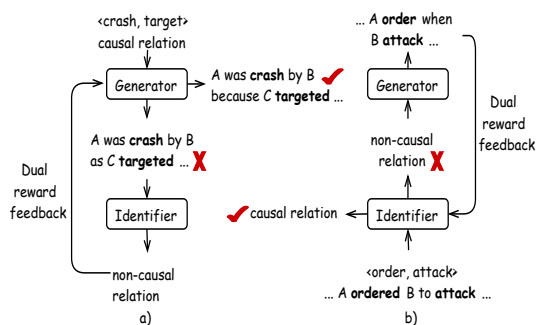 <crash, target>
causal relation
Generator
A was crash by B
because C targeted ...
A was crash by B
as C targeted ...
Dual
reward
feedback
Identifier
non-causal
relation
a)
... A order when
B attack ...
Generator
Dual
reward
feedback
non-causal
relation
causal relation
Identifier
<order, attack>
... A ordered B to attack ...
b)